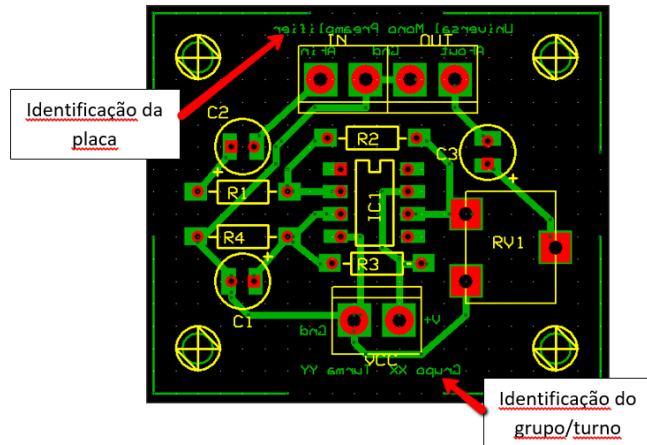 Universal Mono Preamplifier
IN OUT
AFin Gnd AFout
Identificação da
placa
C2
R2
C3
IC1
R1
RV1
R4
R3
C1
Gnd +V
VCC
Grupo XX Turma YY
Identificação do
grupo/turno